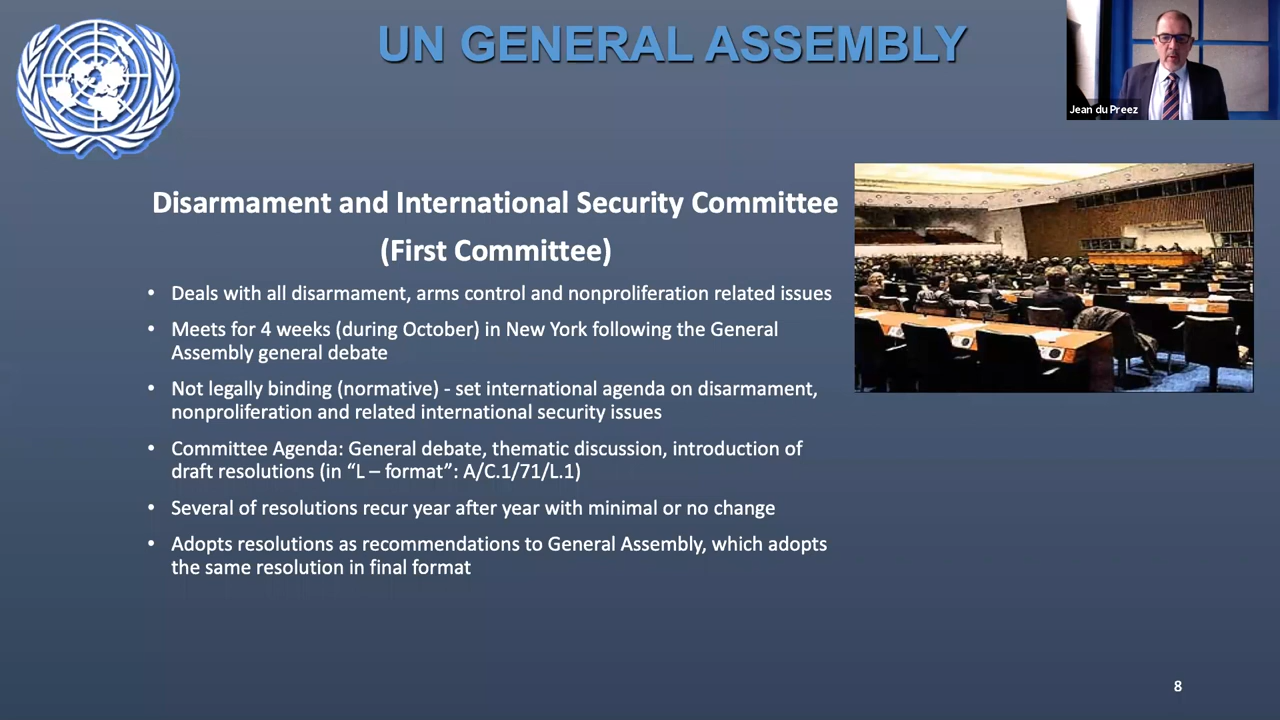 UN GENERAL ASSEMBLY
Jean du Preez
Disarmament and International Security Committee
(First Committee)
• Deals with all disarmament, arms control and nonproliferation related issues
• Meets for 4 weeks (during October) in New York following the General
Assembly general debate
• Not legally binding (normative) - set international agenda on disarmament,
nonproliferation and related international security issues
• Committee Agenda: General debate, thematic discussion, introduction of
draft resolutions (in “L – format”: A/C.1/71/L.1)
• Several of resolutions recur year after year with minimal or no change
• Adopts resolutions as recommendations to General Assembly, which adopts
the same resolution in final format
8